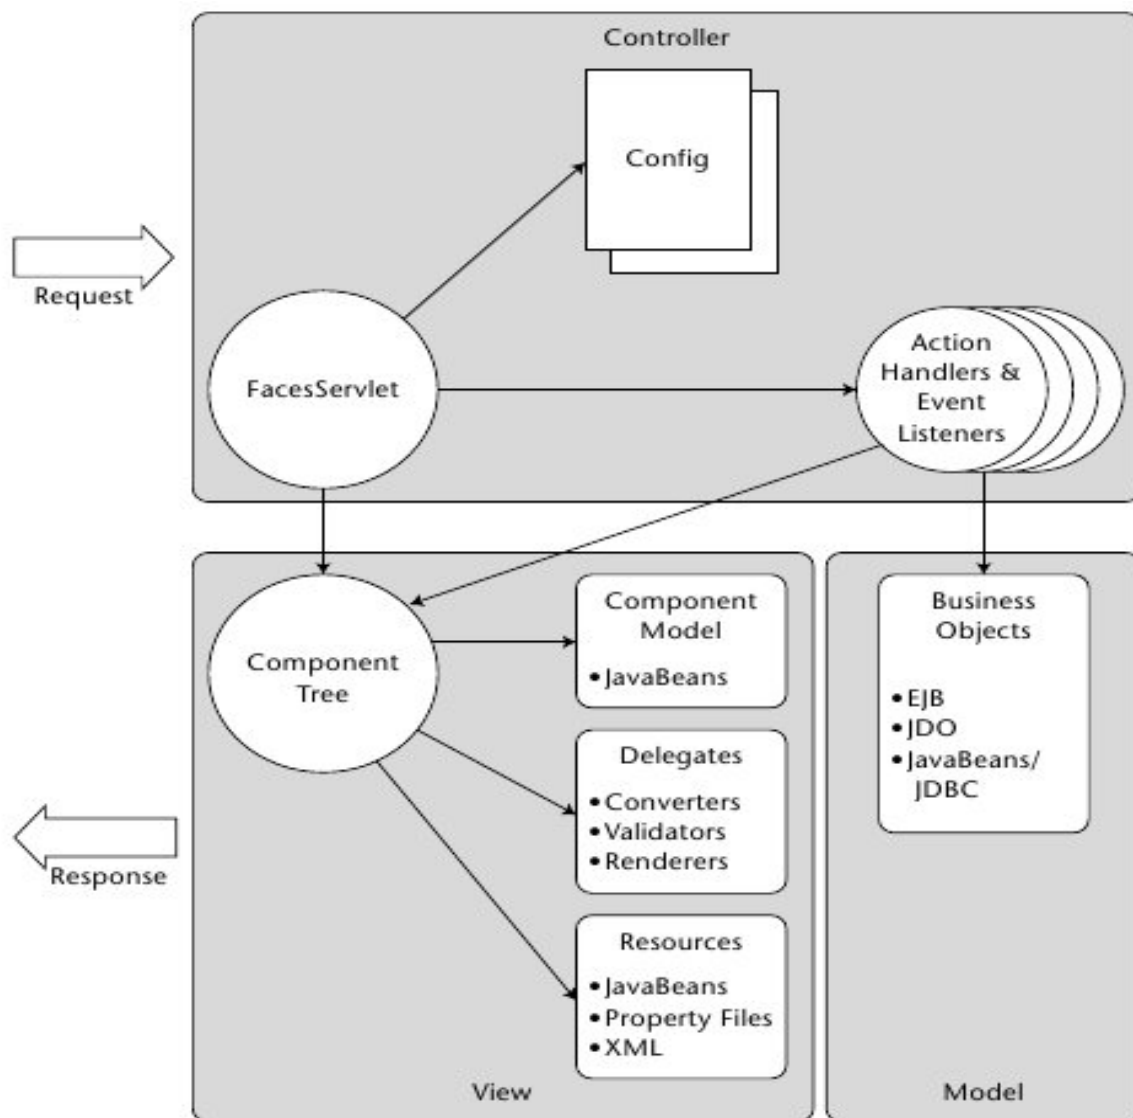 Controller
Config
Request
FacesServlet
Action
Handlers &
Event
Listeners
Component
Tree
Component
Model
• JavaBeans
Delegates
• Converters
• Validators
• Renderers
Resources
• JavaBeans
• Property Files
• XML
View
Business
Objects
• EJB
• JDO
• JavaBeans/
JDBC
Model
Response